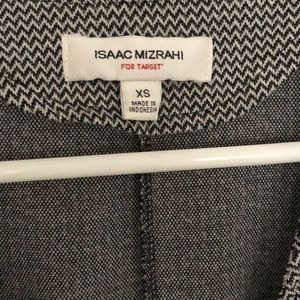 ISAAC MIZRAHI
FOR TARGET
XS
MADE IN
INDONESIA